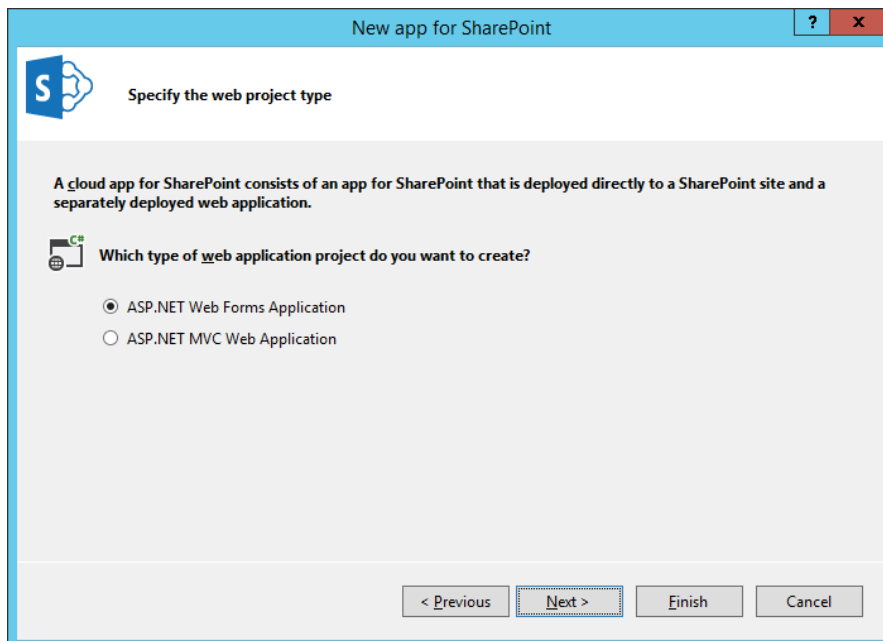 New app for SharePoint
?
x
S
Specify the web project type
A cloud app for SharePoint consists of an app for SharePoint that is deployed directly to a SharePoint site and a
separately deployed web application.
C#
Which type of web application project do you want to create?
ASP.NET Web Forms Application
ASP.NET MVC Web Application
< Previous
Next >
Finish
Cancel